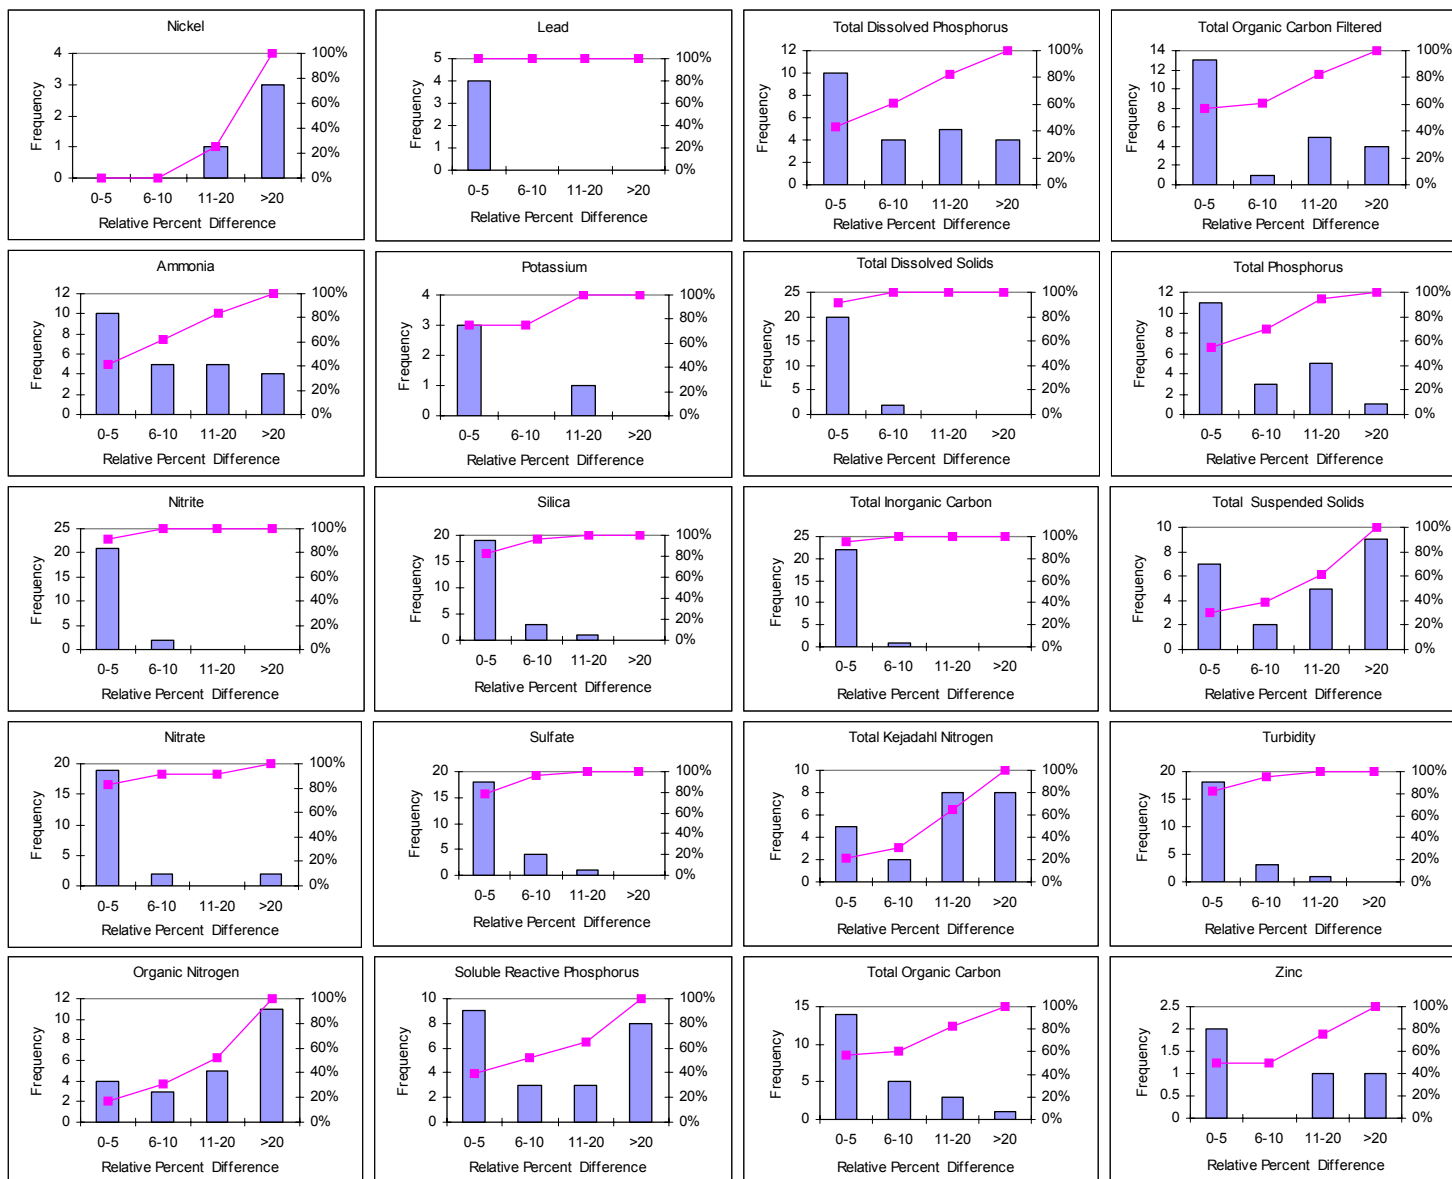 Nickel
4
3
2
1
0
100%
80%
60%
40%
20%
0%
Frequency
0-5 6-10 11-20 >20
Relative Percent Difference
Lead
5
4
3
2
1
0
100%
80%
60%
40%
20%
0%
Frequency
0-5 6-10 11-20 >20
Relative Percent Difference
Total Dissolved Phosphorus
12
10
8
6
4
2
0
100%
80%
60%
40%
20%
0%
Frequency
0-5 6-10 11-20 >20
Relative Percent Difference
Total Organic Carbon Filtered
14
12
10
8
6
4
2
0
100%
80%
60%
40%
20%
0%
Frequency
0-5 6-10 11-20 >20
Relative Percent Difference
Ammonia
12
10
8
6
4
2
0
100%
80%
60%
40%
20%
0%
Frequency
0-5 6-10 11-20 >20
Relative Percent Difference
Potassium
4
3
2
1
0
100%
80%
60%
40%
20%
0%
Frequency
0-5 6-10 11-20 >20
Relative Percent Difference
Total Dissolved Solids
25
20
15
10
5
0
100%
80%
60%
40%
20%
0%
Frequency
0-5 6-10 11-20 >20
Relative Percent Difference
Total Phosphorus
12
10
8
6
4
2
0
100%
80%
60%
40%
20%
0%
Frequency
0-5 6-10 11-20 >20
Relative Percent Difference
Nitrite
25
20
15
10
5
0
100%
80%
60%
40%
20%
0%
Frequency
0-5 6-10 11-20 >20
Relative Percent Difference
Silica
20
15
10
5
0
100%
80%
60%
40%
20%
0%
Frequency
0-5 6-10 11-20 >20
Relative Percent Difference
Total Inorganic Carbon
25
20
15
10
5
0
100%
80%
60%
40%
20%
0%
Frequency
0-5 6-10 11-20 >20
Relative Percent Difference
Total Suspended Solids
10
8
6
4
2
0
100%
80%
60%
40%
20%
0%
Frequency
0-5 6-10 11-20 >20
Relative Percent Difference
Nitrate
20
15
10
5
0
100%
80%
60%
40%
20%
0%
Frequency
0-5 6-10 11-20 >20
Relative Percent Difference
Sulfate
20
15
10
5
0
100%
80%
60%
40%
20%
0%
Frequency
0-5 6-10 11-20 >20
Relative Percent Difference
Total Kejadahl Nitrogen
10
8
6
4
2
0
100%
80%
60%
40%
20%
0%
Frequency
0-5 6-10 11-20 >20
Relative Percent Difference
Turbidity
20
15
10
5
0
100%
80%
60%
40%
20%
0%
Frequency
0-5 6-10 11-20 >20
Relative Percent Difference
Organic Nitrogen
12
10
8
6
4
2
0
100%
80%
60%
40%
20%
0%
Frequency
0-5 6-10 11-20 >20
Relative Percent Difference
Soluble Reactive Phosphorus
10
8
6
4
2
0
100%
80%
60%
40%
20%
0%
Frequency
0-5 6-10 11-20 >20
Relative Percent Difference
Total Organic Carbon
15
10
5
0
100%
80%
60%
40%
20%
0%
Frequency
0-5 6-10 11-20 >20
Relative Percent Difference
Zinc
2.5
2
1.5
1
0.5
0
100%
80%
60%
40%
20%
0%
Frequency
0-5 6-10 11-20 >20
Relative Percent Difference